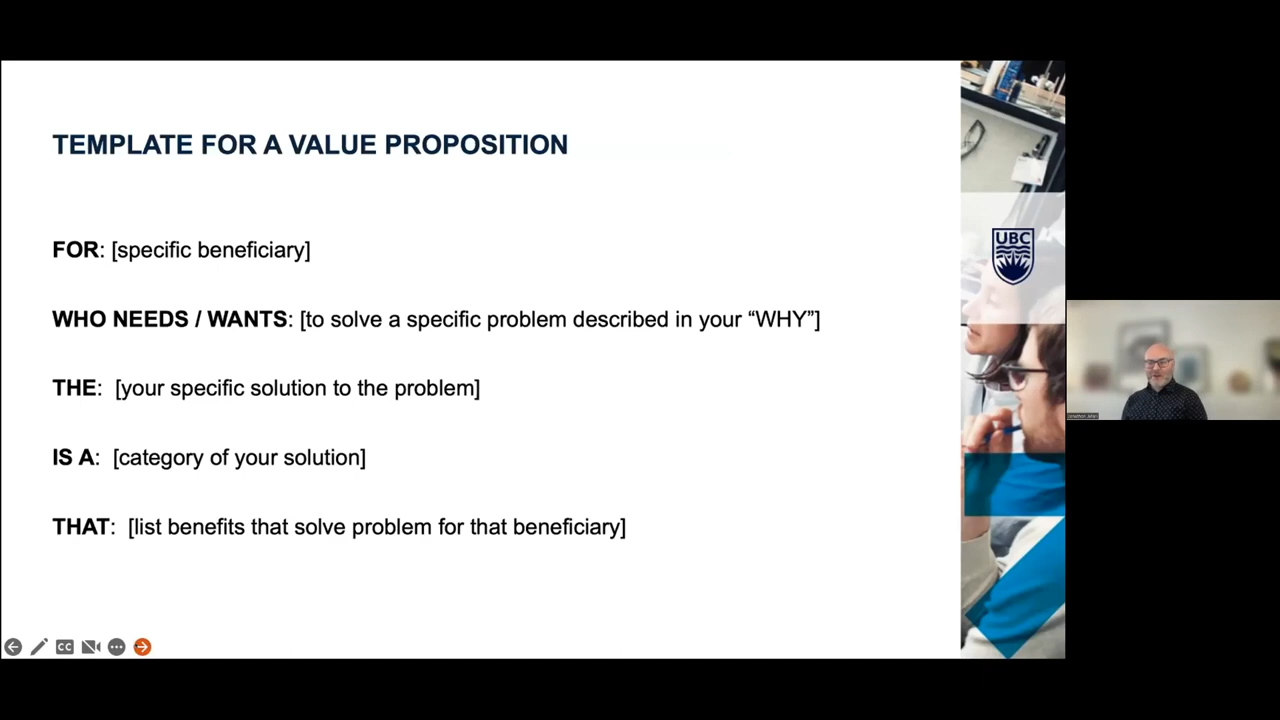 TEMPLATE FOR A VALUE PROPOSITION
FOR: [specific beneficiary]
WHO NEEDS / WANTS: [to solve a specific problem described in your “WHY”]
THE: [your specific solution to the problem]
IS A: [category of your solution]
THAT: [list benefits that solve problem for that beneficiary]
UBC
CC